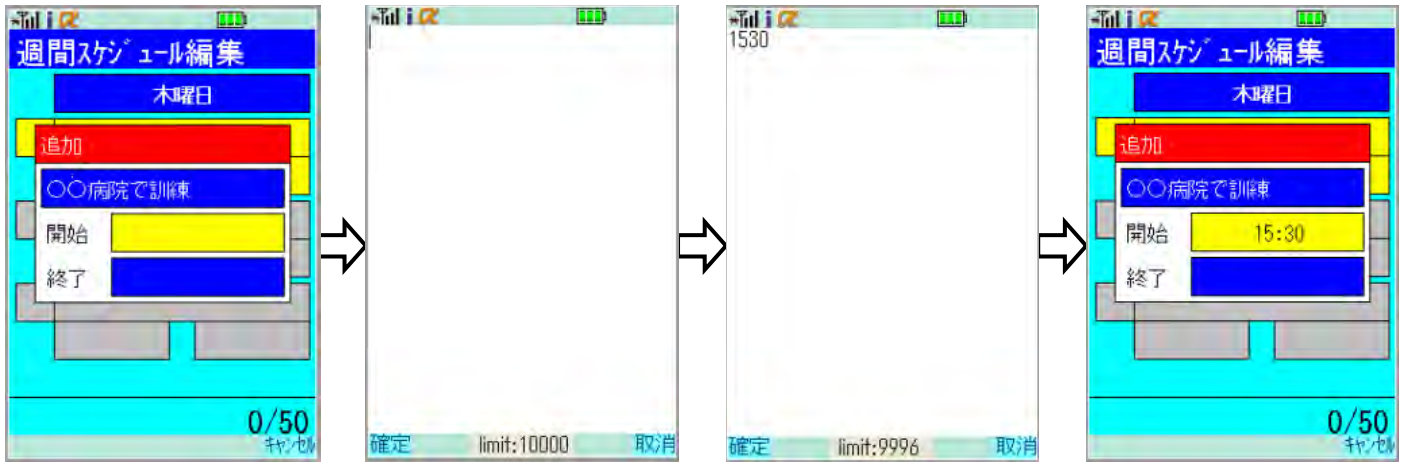 週間スケジュール編集
木曜日
追加
○○病院で訓練
開始
終了
0/50
キャンセル
確定 limit:10000 取消
1530
確定 limit:9996 取消
週間スケジュール編集
木曜日
追加
○○病院で訓練
開始 15:30
終了
0/50
キャンセル